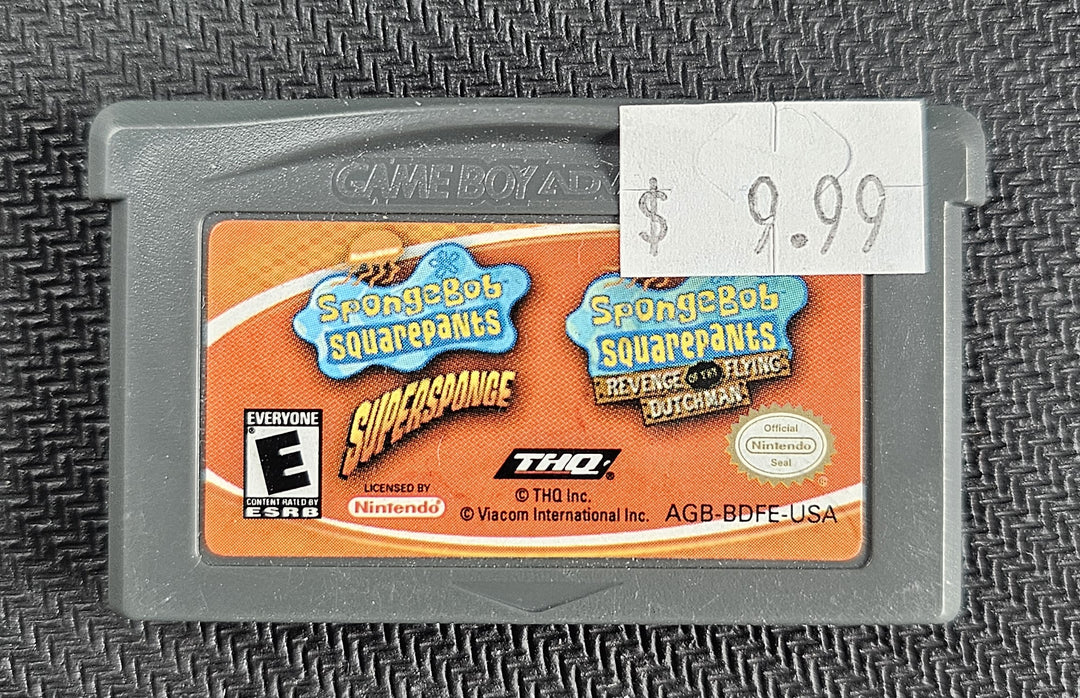 GAME BOY ADV
$ 9.99
SpongeBob
squarepants
SUPERSPONGE
SpongeBob
squarepants
REVENGE OF THE FLYING
DUTCHMAN
EVERYONE
E
CONTENT RATED BY
ESRB
LICENSED BY
Nintendo
THQ
© THQ Inc.
© Viacom International Inc.
AGB-BDFE-USA
Official
Nintendo
Seal